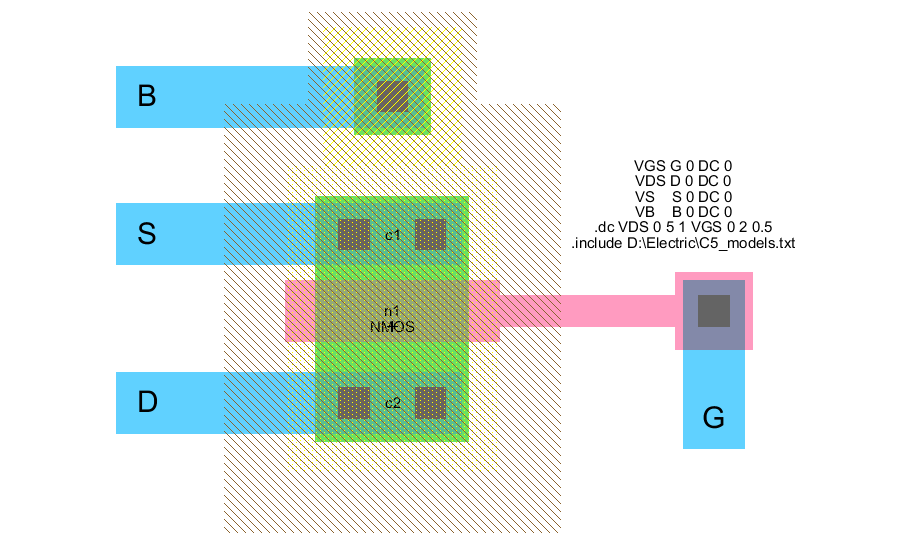 B
VGS G 0 DC 0
VDS D 0 DC 0
VS S 0 DC 0
VB B 0 DC 0
.dc VDS 0 5 1 VGS 0 2 0.5
.include D:\Electric\C5_models.txt
S
c1
n1
NMOS
D
c2
G